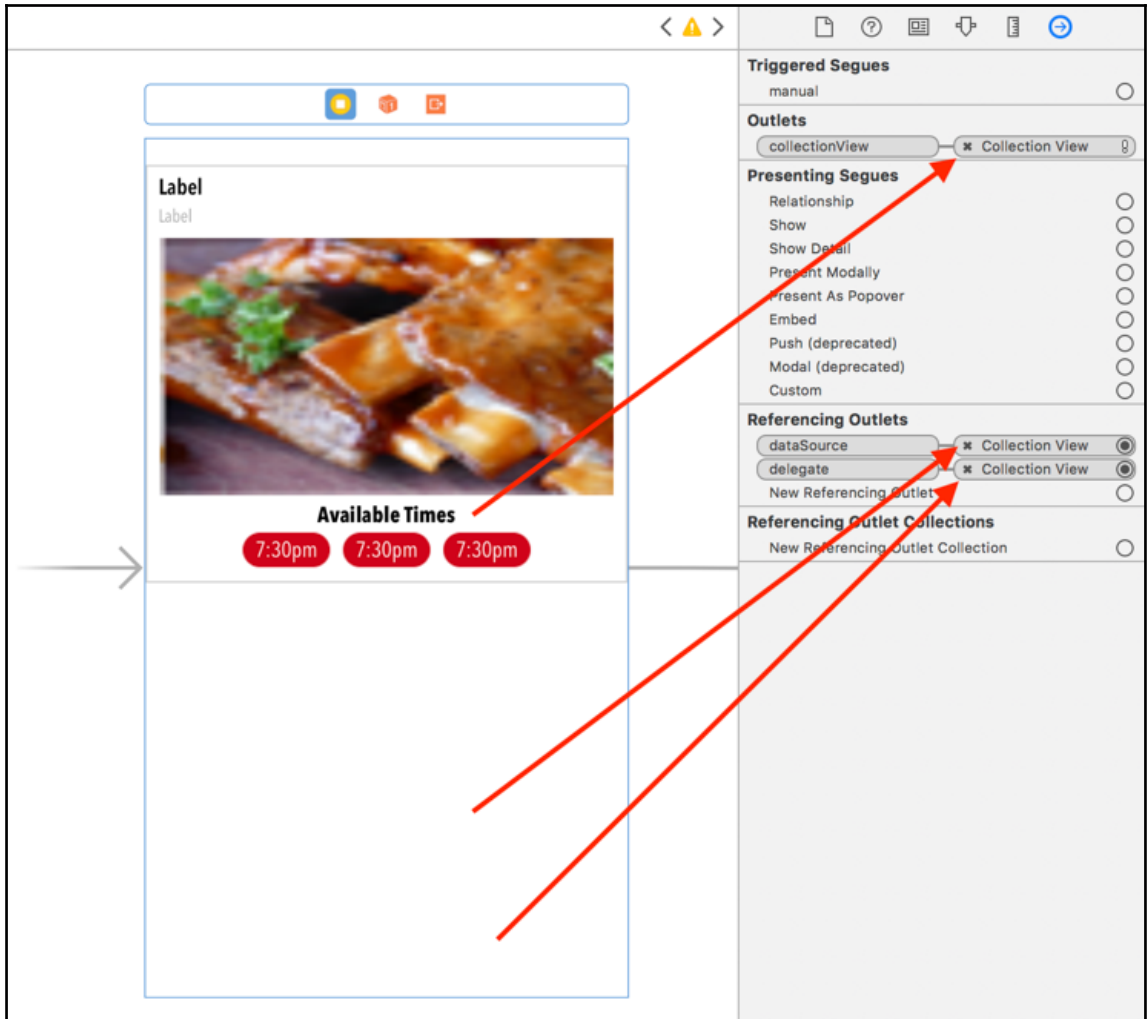 Label
Label
Available Times
7:30pm 7:30pm 7:30pm
Triggered Segues
manual
Outlets
collectionView Collection View
Presenting Segues
Relationship
Show
Show Detail
Present Modally
Present As Popover
Embed
Push (deprecated)
Modal (deprecated)
Custom
Referencing Outlets
dataSource Collection View
delegate Collection View
New Referencing Outlet
Referencing Outlet Collections
New Referencing Outlet Collection